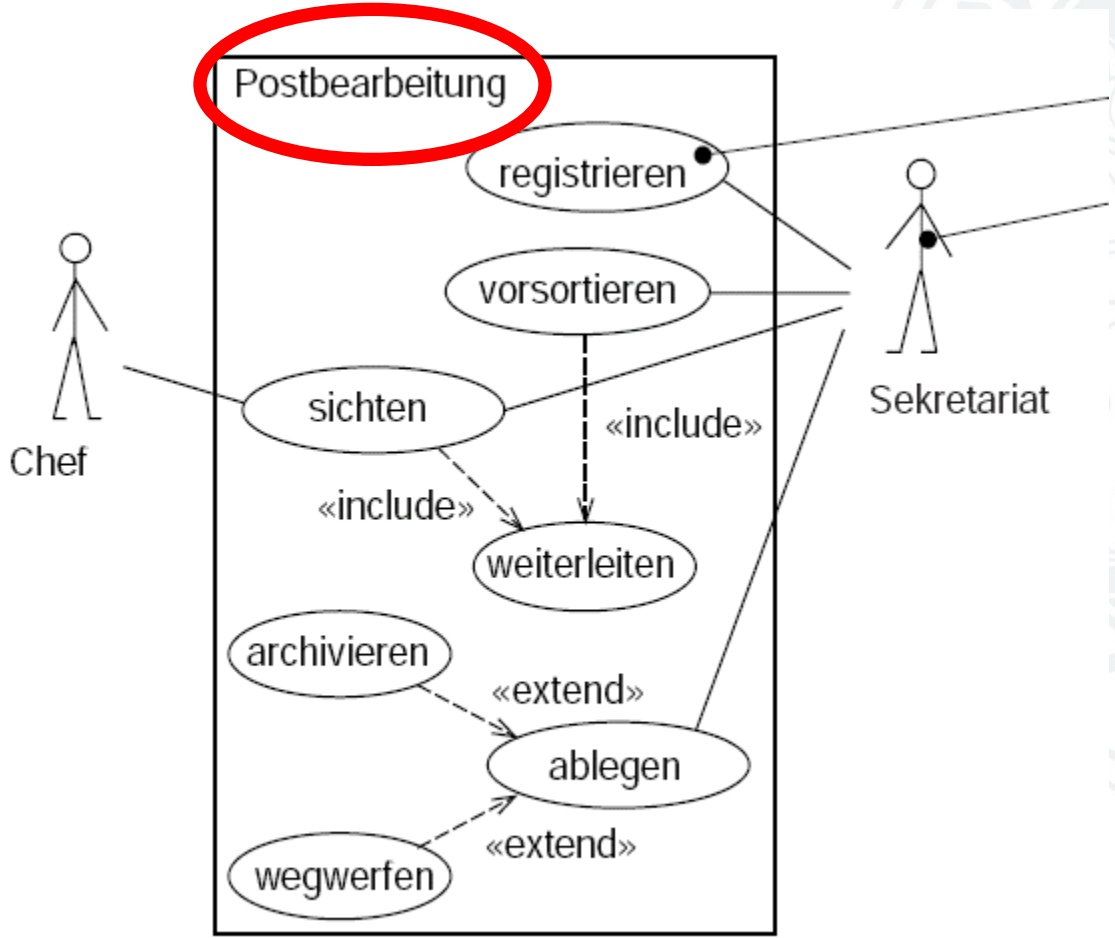 Postbearbeitung
registrieren
vorsortieren
sichten
«include»
Sekretariat
Chef
«include»
weiterleiten
archivieren
«extend»
ablegen
«extend»
wegwerfen